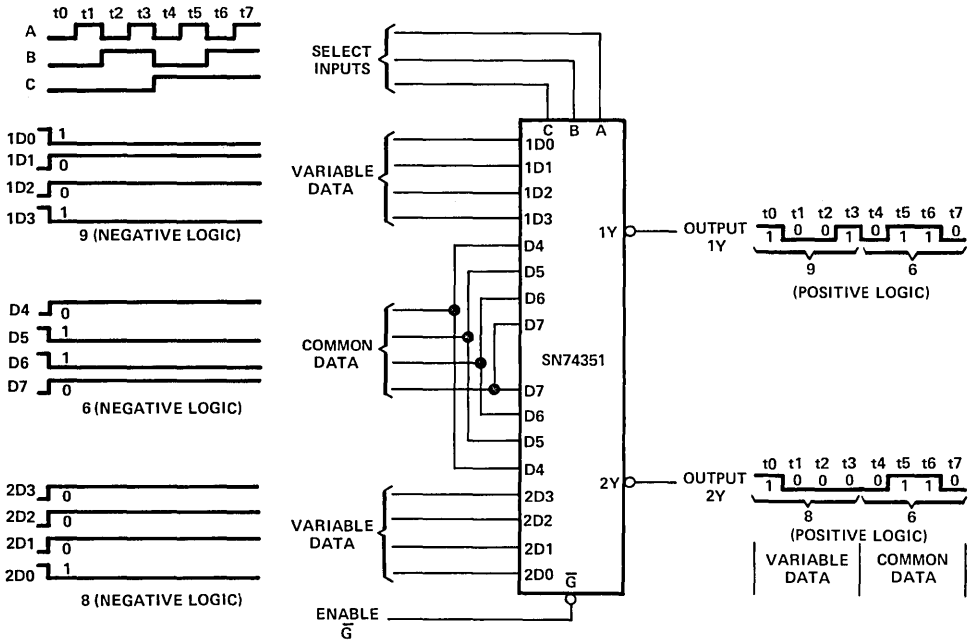 t0 t1 t2 t3 t4 t5 t6 t7
A
B
C
1D0 1
1D1 0
1D2 0
1D3 1
9 (NEGATIVE LOGIC)
D4 0
D5 1
D6 1
D7 0
6 (NEGATIVE LOGIC)
2D3 0
2D2 0
2D1 0
2D0 1
8 (NEGATIVE LOGIC)
SELECT
INPUTS
VARIABLE
DATA
COMMON
DATA
VARIABLE
DATA
ENABLE
G̅
C B A
1D0
1D1
1D2
1D3
D4
D5
D6
D7
SN74351
D7
D6
D5
D4
2D3
2D2
2D1
2D0
G̅
1Y
2Y
OUTPUT
1Y
t0 t1 t2 t3 t4 t5 t6 t7
1 0 0 1 0 1 1 0
9 6
(POSITIVE LOGIC)
OUTPUT
2Y
t0 t1 t2 t3 t4 t5 t6 t7
1 0 0 0 0 1 1 0
8 6
(POSITIVE LOGIC)
VARIABLE COMMON
DATA DATA